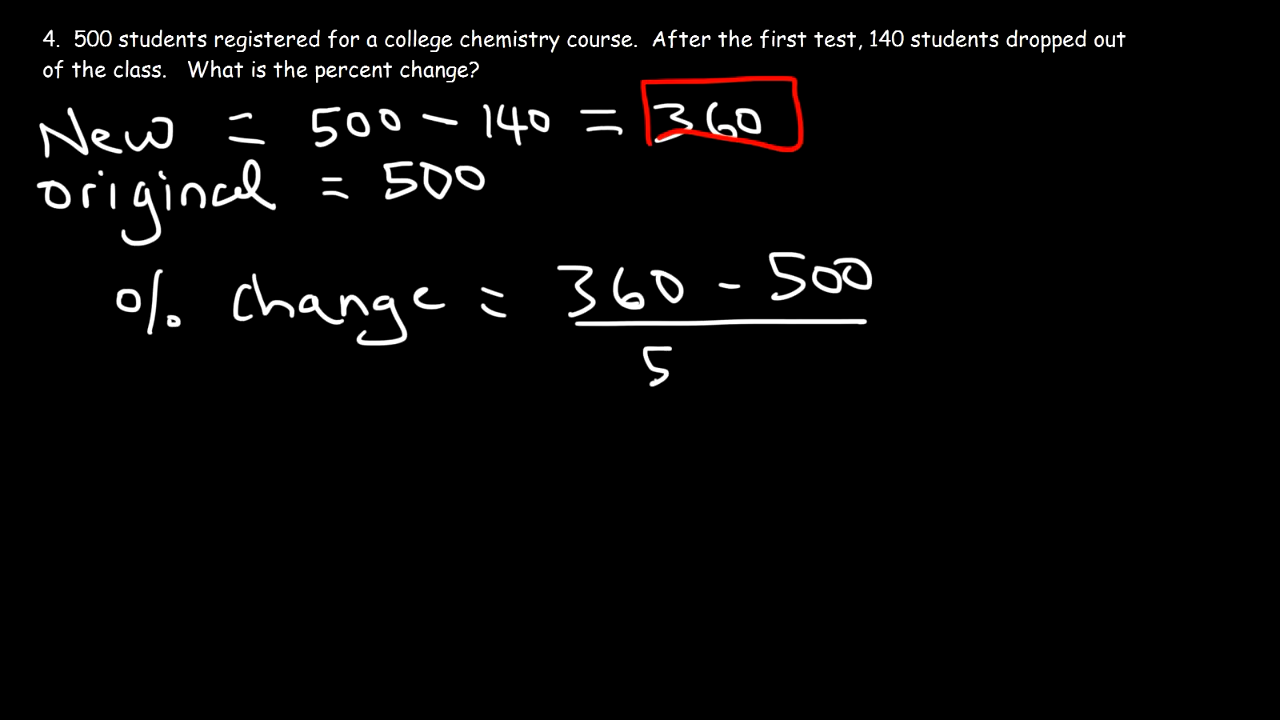 4. 500 students registered for a college chemistry course. After the first test, 140 students dropped out
of the class. What is the percent change?
New = 500 - 140 = 360
original = 500
% change = 360 - 500
5